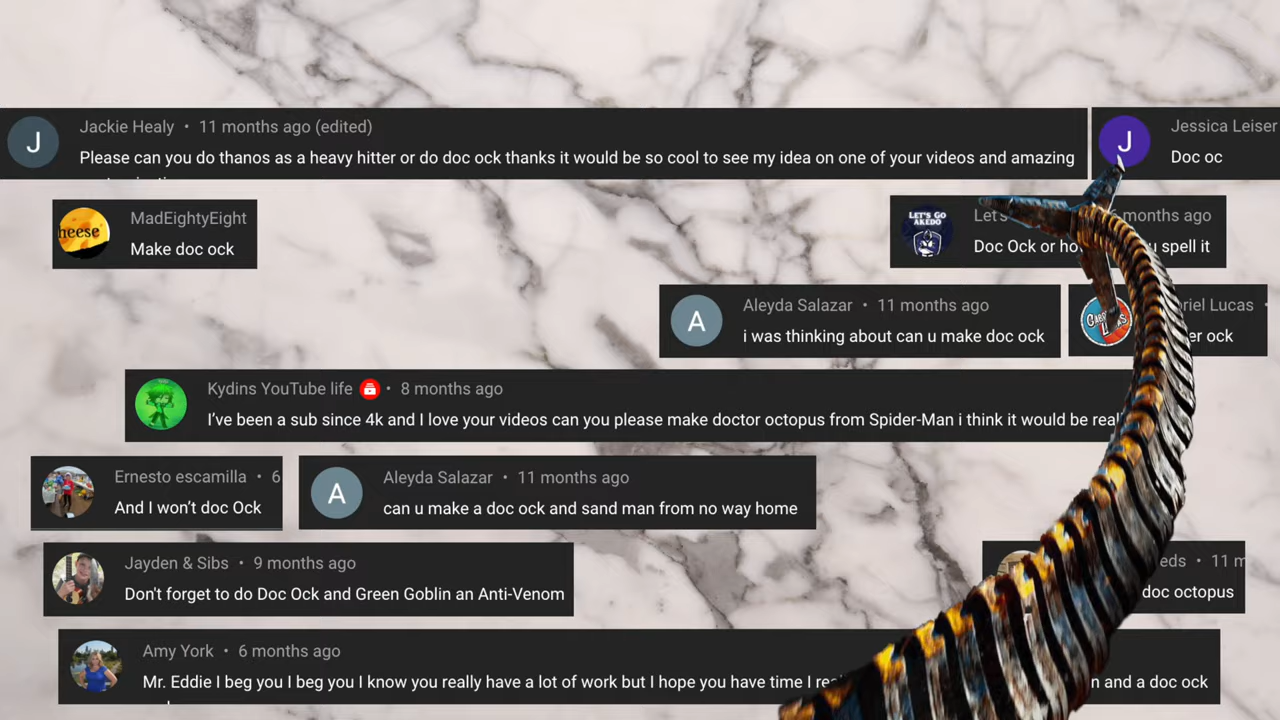 Jackie Healy • 11 months ago (edited)
J
Please can you do thanos as a heavy hitter or do doc ock thanks it would be so cool to see my idea on one of your videos and amazing
Jessica Leiser
J
Doc oc
MadEightyEight
heese
Make doc ock
Let's months ago
LET'S GO
AKEDO
Doc Ock or spell it
Aleyda Salazar • 11 months ago
A
i was thinking about can u make doc ock
Lucas •
ock
Kydins YouTube life • 8 months ago
I've been a sub since 4k and I love your videos can you please make doctor octopus from Spider-Man i think it would be
Ernesto escamilla • 6
And I won't doc Ock
Aleyda Salazar • 11 months ago
A
can u make a doc ock and sand man from no way home
Jayden & Sibs • 9 months ago
Don't forget to do Doc Ock and Green Goblin an Anti-Venom
eds • 11 m
doc octopus
Amy York • 6 months ago
Mr. Eddie I beg you I beg you I know you really have a lot of work but I hope you have time I and a doc ock